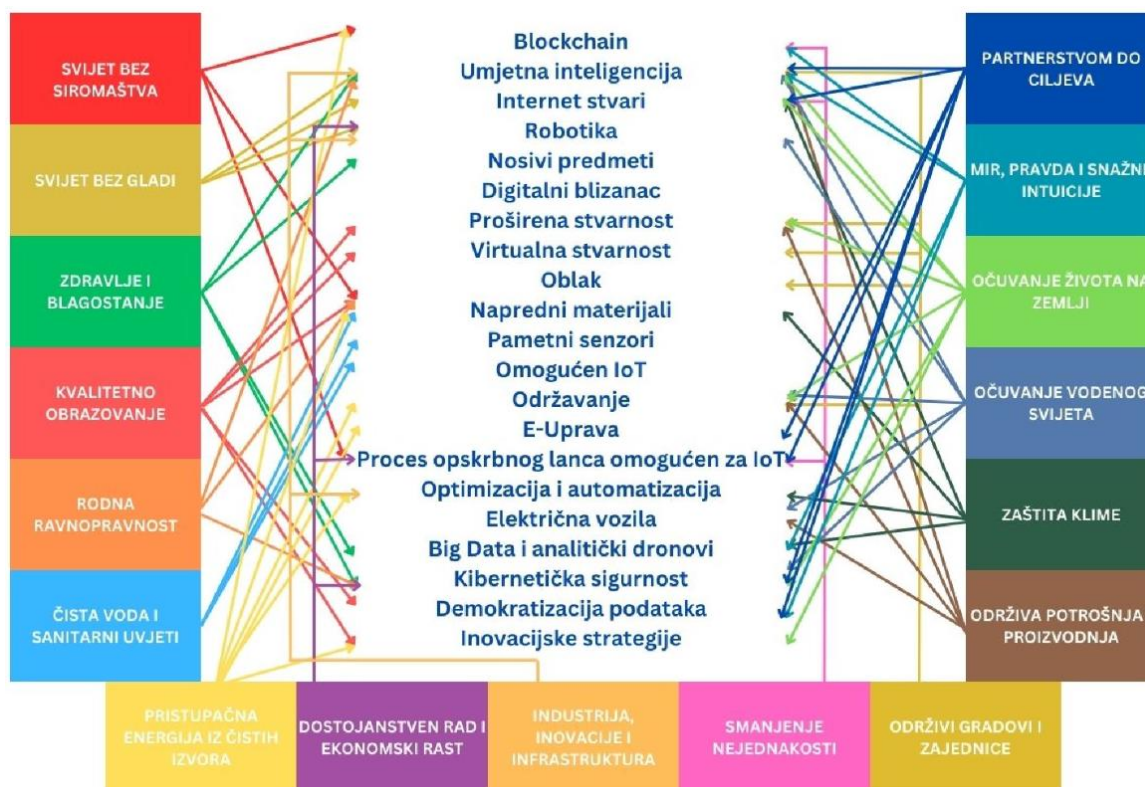 SVIJET BEZ
SIROMAŠTVA
SVIJET BEZ GLADI
ZDRAVLJE I
BLAGOSTANJE
KVALITETNO
OBRAZOVANJE
RODNA
RAVNOPRAVNOST
ČISTA VODA I
SANITARNI UVJETI
Blockchain
Umjetna inteligencija
Internet stvari
Robotika
Nosivi predmeti
Digitalni blizanac
Proširena stvarnost
Virtualna stvarnost
Oblak
Napredni materijali
Pametni senzori
Omogućen IoT
Održavanje
E-Uprava
Proces opskrbnog lanca omogućen za IoT
Optimizacija i automatizacija
Električna vozila
Big Data i analitički dronovi
Kibernetička sigurnost
Demokratizacija podataka
Inovacijske strategije
PARTNERSTVOM DO
CILJEVA
MIR, PRAVDA I SNAŽNE
INTUICIJE
OČUVANJE ŽIVOTA NA
ZEMLJI
OČUVANJE VODENOG
SVIJETA
ZAŠTITA KLIME
ODRŽIVA POTROŠNJA I
PROIZVODNJA
PRISTUPAČNA
ENERGIJA IZ ČISTIH
IZVORA
DOSTOJANSTVEN RAD I
EKONOMSKI RAST
INDUSTRIJA,
INOVACIJE I
INFRASTRUKTURA
SMANJENJE
NEJEDNAKOSTI
ODRŽIVI GRADOVI I
ZAJEDNICE